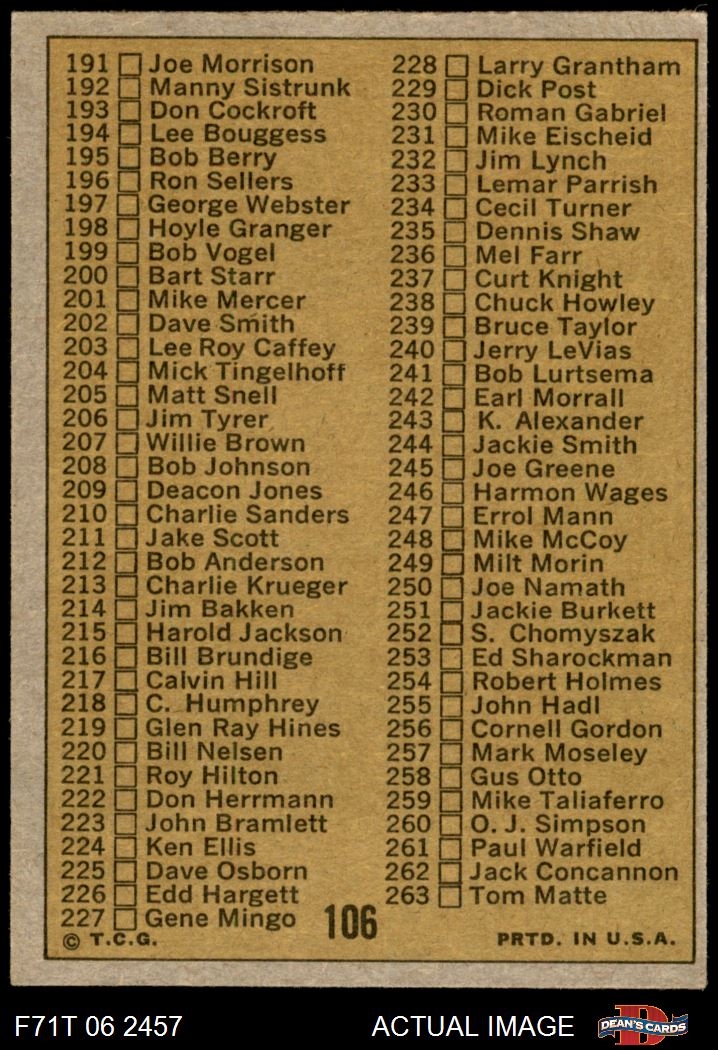 191 Joe Morrison
192 Manny Sistrunk
193 Don Cockroft
194 Lee Bouggess
195 Bob Berry
196 Ron Sellers
197 George Webster
198 Hoyle Granger
199 Bob Vogel
200 Bart Starr
201 Mike Mercer
202 Dave Smith
203 Lee Roy Caffey
204 Mick Tingelhoff
205 Matt Snell
206 Jim Tyrer
207 Willie Brown
208 Bob Johnson
209 Deacon Jones
210 Charlie Sanders
211 Jake Scott
212 Bob Anderson
213 Charlie Krueger
214 Jim Bakken
215 Harold Jackson
216 Bill Brundige
217 Calvin Hill
218 C. Humphrey
219 Glen Ray Hines
220 Bill Nelsen
221 Roy Hilton
222 Don Herrmann
223 John Bramlett
224 Ken Ellis
225 Dave Osborn
226 Edd Hargett
227 Gene Mingo
228 Larry Grantham
229 Dick Post
230 Roman Gabriel
231 Mike Eischeid
232 Jim Lynch
233 Lemar Parrish
234 Cecil Turner
235 Dennis Shaw
236 Mel Farr
237 Curt Knight
238 Chuck Howley
239 Bruce Taylor
240 Jerry LeVias
241 Bob Lurtsema
242 Earl Morrall
243 K. Alexander
244 Jackie Smith
245 Joe Greene
246 Harmon Wages
247 Errol Mann
248 Mike McCoy
249 Milt Morin
250 Joe Namath
251 Jackie Burkett
252 S. Chomyszak
253 Ed Sharockman
254 Robert Holmes
255 John Hadl
256 Cornell Gordon
257 Mark Moseley
258 Gus Otto
259 Mike Taliaferro
260 O. J. Simpson
261 Paul Warfield
262 Jack Concannon
263 Tom Matte
106
© T.C.G.
PRTD. IN U.S.A.
F71T 06 2457
ACTUAL IMAGE
D
DEAN'S CARDS